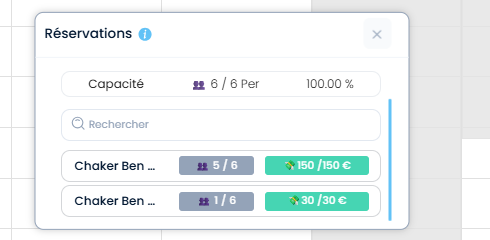 Réservations
Capacité 6 / 6 Per 100.00 %
Rechercher
Chaker Ben ... 5 / 6 150 /150 €
Chaker Ben ... 1 / 6 30 /30 €